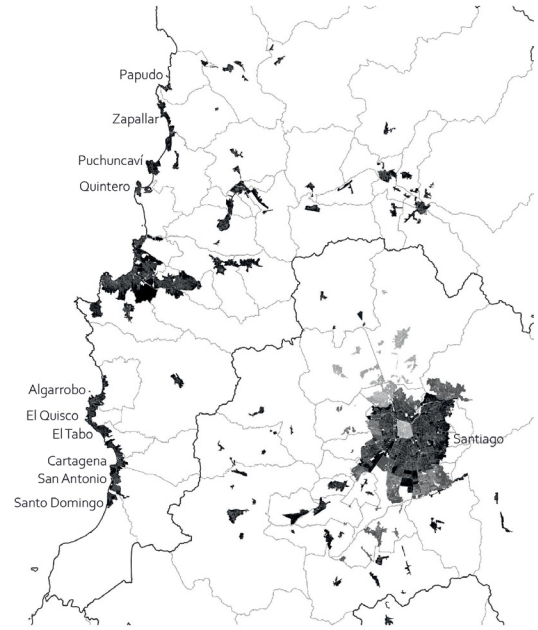 Papudo
Zapallar
Puchuncaví
Quintero
Algarrobo
El Quisco
El Tabo
Santiago
Cartagena
San Antonio
Santo Domingo